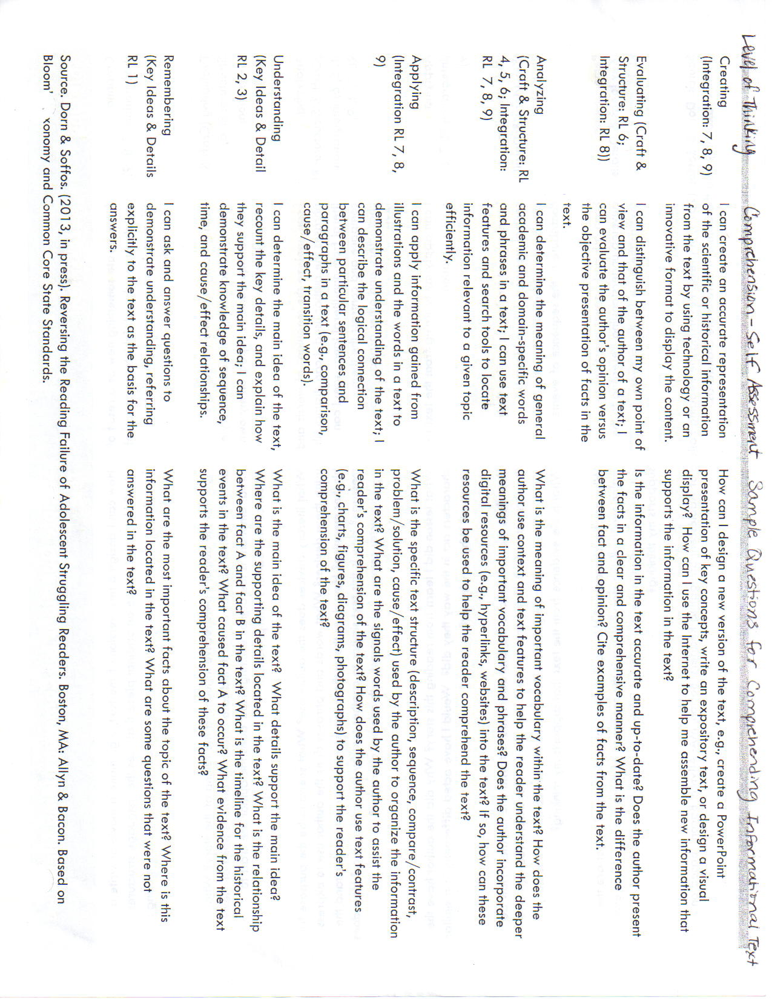 Level of Thinking Comprehension - Self Assessment Sample Questions for Comprehending Informational Text
Creating
(Integration: 7, 8, 9)
I can create an accurate representation
of the scientific or historical information
from the text by using technology or an
innovative format to display the content.
How can I design a new version of the text, e.g., create a PowerPoint
presentation of key concepts, write an expository text, or design a visual
display? How can I use the Internet to help me assemble new information that
supports the information in the text?
Evaluating (Craft &
Structure: RL 6;
Integration: RL 8))
I can distinguish between my own point of
view and that of the author of a text; I
can evaluate the author's opinion versus
the objective presentation of facts in the
text.
Is the information in the text accurate and up-to-date? Does the author present
the facts in a clear and comprehensive manner? What is the difference
between fact and opinion? Cite examples of facts from the text.
Analyzing
(Craft & Structure: RL
4, 5, 6; Integration:
RL 7, 8, 9)
I can determine the meaning of general
academic and domain-specific words
and phrases in a text; I can use text
features and search tools to locate
information relevant to a given topic
efficiently.
What is the meaning of important vocabulary within the text? How does the
author use context and text features to help the reader understand the deeper
meanings of important vocabulary and phrases? Does the author incorporate
digital resources (e.g., hyperlinks, websites) into the text? If so, how can these
resources be used to help the reader comprehend the text?
Applying
(Integration RL 7, 8,
9)
I can apply information gained from
illustrations and the words in a text to
demonstrate understanding of the text; I
can describe the logical connection
between particular sentences and
paragraphs in a text (e.g., comparison,
cause/effect, transition words).
What is the specific text structure (description, sequence, compare/contrast,
problem/solution, cause/effect) used by the author to organize the information
in the text? What are the signals words used by the author to assist the
reader's comprehension of the text? How does the author use text features
(e.g., charts, figures, diagrams, photographs) to support the reader's
comprehension of the text?
Understanding
(Key Ideas & Detail
RL 2, 3)
I can determine the main idea of the text,
recount the key details, and explain how
they support the main idea; I can
demonstrate knowledge of sequence,
time, and cause/effect relationships.
What is the main idea of the text? What details support the main idea?
Where are the supporting details located in the text? What is the relationship
between fact A and fact B in the text? What is the timeline for the historical
events in the text? What caused fact A to occur? What evidence from the text
supports the reader's comprehension of these facts?
Remembering
(Key Ideas & Details
RL 1)
I can ask and answer questions to
demonstrate understanding, referring
explicitly to the text as the basis for the
answers.
What are the most important facts about the topic of the text? Where is this
information located in the text? What are some questions that were not
answered in the text?
Source. Dorn & Soffos. (2013, in press). Reversing the Reading Failure of Adolescent Struggling Readers. Boston, MA: Allyn & Bacon. Based on
Bloom' xonomy and Common Core State Standards.